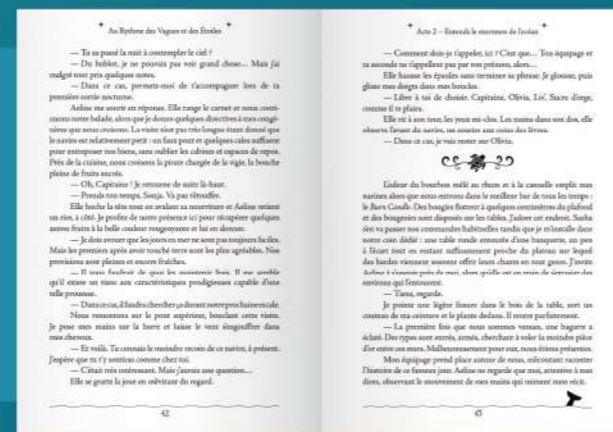 Au Rythme des Vagues et des Étoiles
— Tu as passé la nuit à contempler le ciel ?
— Du hublot, je ne pouvais pas voir grand chose... Mais j'ai
malgré tout pris quelques notes.
— Dans ce cas, permets-moi de t'accompagner lors de ta
première sortie nocturne.
Aeline me sourit en réponse. Elle range le carnet et nous conti-
nuons notre balade, alors que je donne quelques directives à mes congé-
nères que nous croisons. La visite n'est pas très longue étant donné que
le navire est relativement petit : un faux pont et quelques cales suffisent
pour entreposer nos biens, sans oublier les cabines et espaces de repos.
Près de la cuisine, nous croisons la pirate chargée de la vigie, la bouche
pleine de fruits sucrés.
— Oh, Capitaine ! Je retourne de suite là-haut.
— Prends ton temps, Sonja. Va pas t'étouffer.
Elle hoche la tête tout en avalant sa nourriture et Aeline retient
un rire, à côté. Je profite de notre présence ici pour récupérer quelques
autres fruits à la belle couleur rougeoyante et lui en donner.
— Je dois avouer que les jours en mer ne sont pas toujours faciles.
Mais les premiers après avoir touché terre sont les plus agréables. Nos
provisions sont pleines et encore fraîches.
— Il nous faudrait de quoi les maintenir frais. Il me semble
qu'il existe un tissu aux caractéristiques prodigieuses capable d'une
telle prouesse.
— Dans ce cas, il faudra chercher ça durant notre prochaine escale.
Nous remontons sur le pont supérieur, bouclant cette visite.
Je pose mes mains sur la barre et laisse le vent s'engouffrer dans
mes cheveux.
— Et voilà. Tu connais le moindre recoin de ce navire, à présent.
J'espère que tu t'y sentiras comme chez toi.
— C'était très intéressant. Mais j'aurais une question...
Elle se gratte la joue en m'évitant du regard.
42
Acte 2 – Entends le murmure de l'océan
— Comment dois-je t'appeler, ici ? C'est que... Ton équipage et
ta seconde ne t'appellent pas par ton prénom, alors...
Elle hausse les épaules sans terminer sa phrase. Je glousse, puis
glisse mes doigts dans mes boucles.
— Libre à toi de choisir. Capitaine, Olivia, Liv', Sucre d'orge,
comme il te plaira.
Elle rit à son tour, les yeux mi-clos. Les mains dans son dos, elle
observe l'avant du navire, un sourire aux coins des lèvres.
— Dans ce cas, je vais rester sur Olivia.
L'odeur du bourbon mêlé au rhum et à la cannelle emplit mes
narines alors que nous entrons dans le meilleur bar de tous les temps :
le Burn Candle. Des bougies flottent à quelques centimètres du plafond
et des bougeoirs sont disposés sur les tables. J'adore cet endroit. Sasha
s'en va passer nos commandes habituelles tandis que je m'installe dans
notre coin dédié : une table ronde entourée d'une banquette, un peu
à l'écart tout en restant suffisamment proche du plateau sur lequel
des bardes viennent souvent offrir leurs chants en tout genre. J'invite
Aeline à s'asseoir près de moi, alors qu'elle est en train de s'extasier des
environs qui l'entourent.
— Tiens, regarde.
Je pointe une légère fissure dans le bois de la table, sort un
couteau de ma ceinture et le plante dedans. Il rentre parfaitement.
— La première fois que nous sommes venues, une bagarre a
éclaté. Des types sont entrés, armés, cherchant à voler la moindre pièce
d'or entre ces murs. Malheureusement pour eux, nous étions présentes.
Mon équipage prend place autour de nous, m'écoutant raconter
l'histoire de ce fameux jour. Aeline ne regarde que moi, attentive à mes
dires, observant le mouvement de mes mains qui miment mon récit.
43